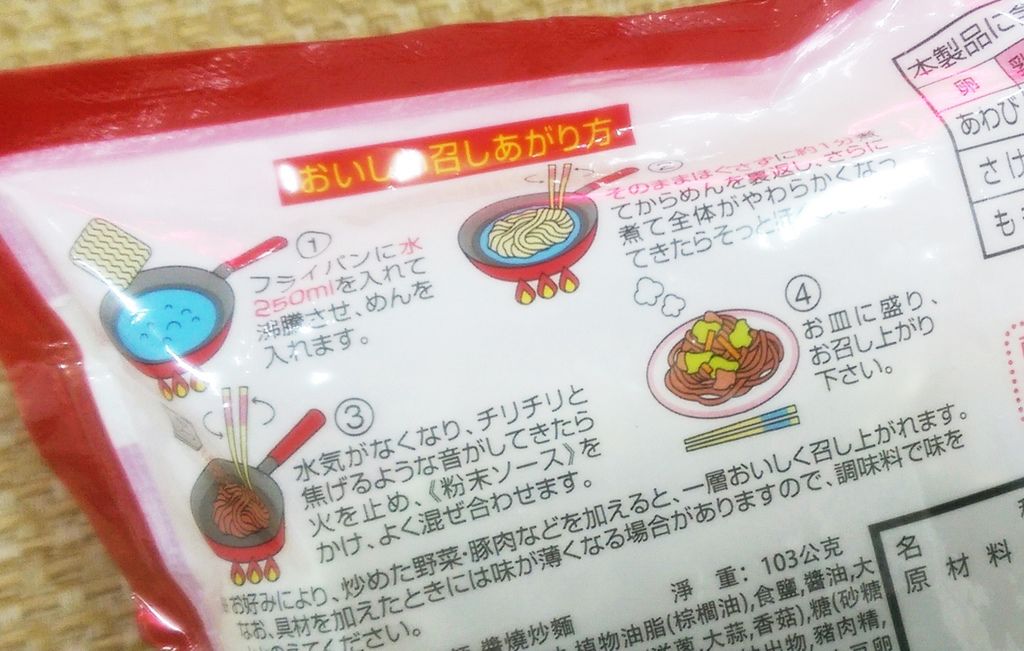 おいし 召しあがり方
①
フライパンに水
250mlを入れて
沸騰させ、めんを
入れます。
②
そのままほぐさずに約1分煮
てからめんを裏返し、さらに
煮て全体がやわらかくなっ
てきたらそっと
③
水気がなくなり、チリチリと
焦げるような音がしてきたら
火を止め、《粉末ソース》を
かけ、よく混ぜ合わせます。
④
お皿に盛り、
お召し上がり
下さい。
お好みにより、炒めた野菜・豚肉などを加えると、一層おいしく召し上がれます。
なお、具材を加えたときには味が薄くなる場合がありますので、調味料で味を
ください。
本製品に
卵
あわび
さけ
も
淨 重：103公克
醬燒炒麵
植物油脂(棕櫚油),食鹽,醬油,大
大蒜,香菇),糖(砂糖
出物,豬肉精,
名
原 材 料